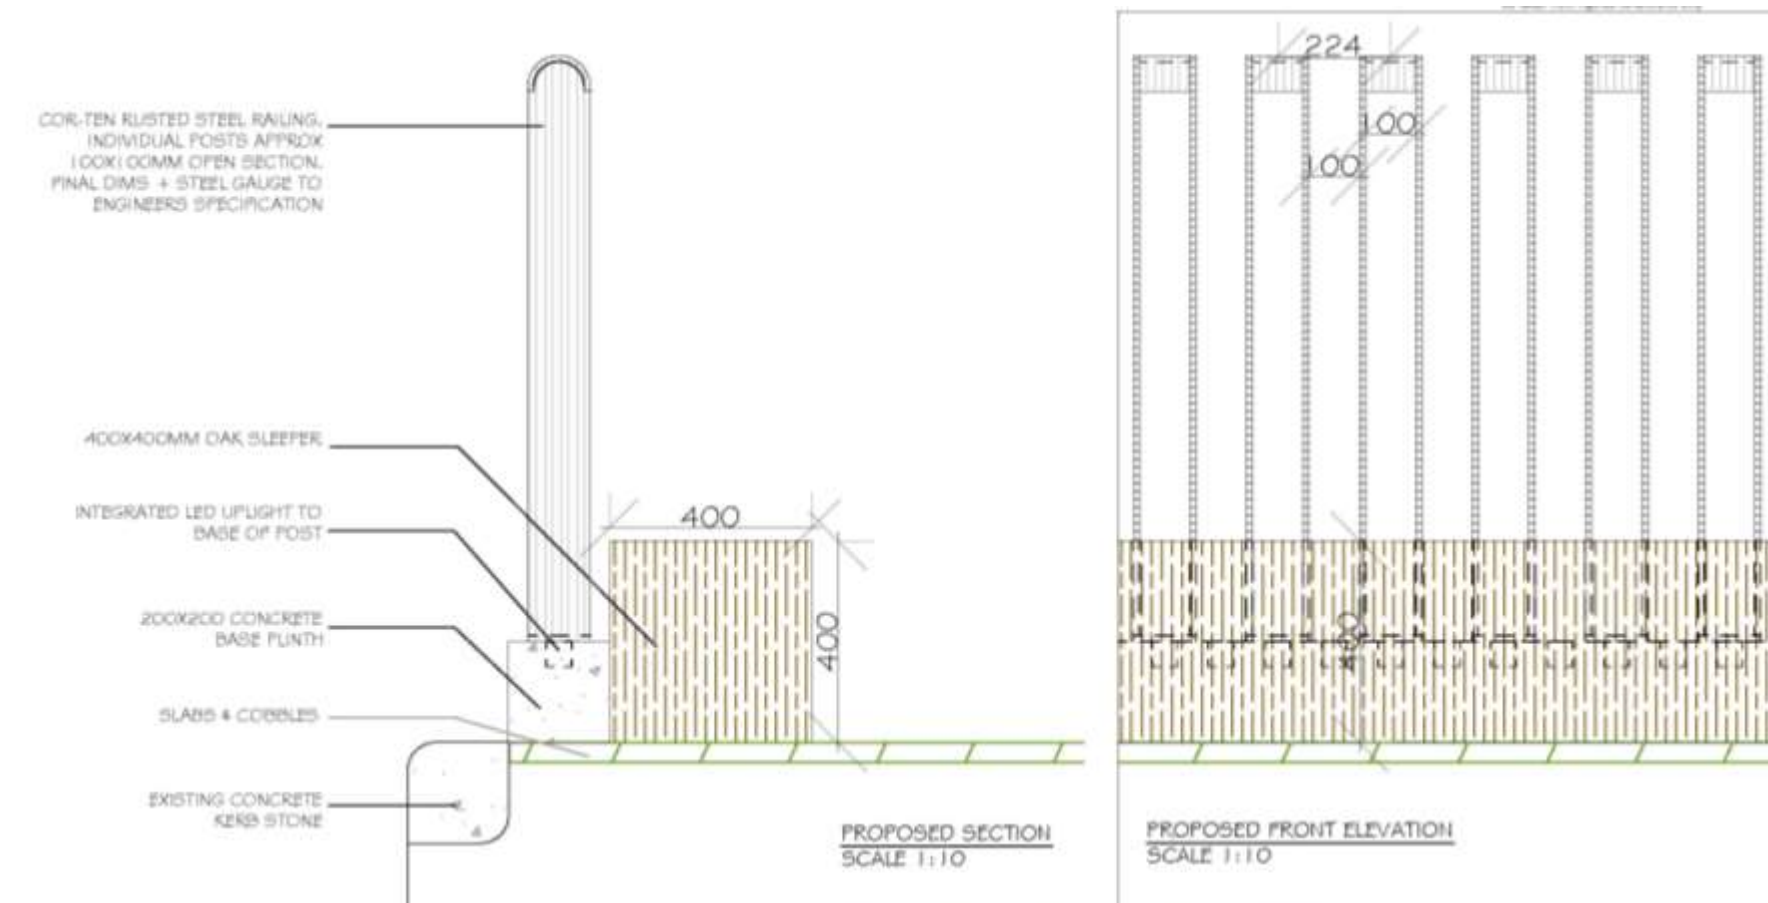 COR-TEN RUSTED STEEL RAILING.
INDIVIDUAL POSTS APPROX
100X100MM OPEN SECTION.
FINAL DIMS + STEEL GAUGE TO
ENGINEERS SPECIFICATION
400X400MM OAK SLEEPER
INTEGRATED LED UPLIGHT TO
BASE OF POST
200X200 CONCRETE
BASE PLINTH
SLABS & COBBLES
EXISTING CONCRETE
KERB STONE
400
400
PROPOSED SECTION
SCALE 1:10
224
100
100
400
PROPOSED FRONT ELEVATION
SCALE 1:10